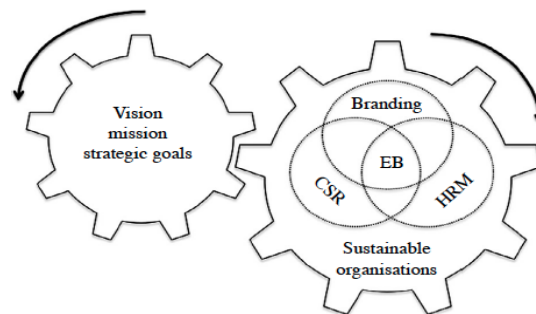 Vision
mission
strategic goals
Branding
EB
CSR
HRM
Sustainable
organisations